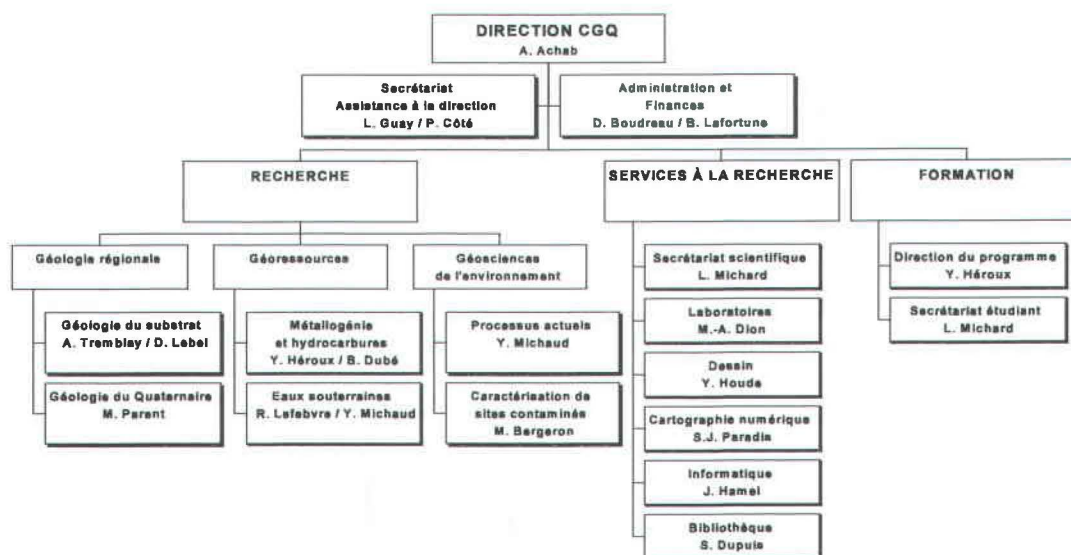 DIRECTION CGQ
A. Achab
Secrétariat
Assistance à la direction
L. Guay / P. Côté
Administration et
Finances
D. Boudreau / B. Lafortune
RECHERCHE
SERVICES À LA RECHERCHE
FORMATION
Géologie régionale
Géoressources
Géosciences
de l'environnement
Géologie du substrat
A. Tremblay / D. Lebel
Géologie du Quaternaire
M. Parent
Métallogénie
et hydrocarbures
Y. Héroux / B. Dubé
Eaux souterraines
R. Lefebvre / Y. Michaud
Processus actuels
Y. Michaud
Caractérisation de
sites contaminés
M. Bergeron
Secrétariat scientifique
L. Michard
Laboratoires
M.-A. Dion
Dessin
Y. Houde
Cartographie numérique
S.J. Paradis
Informatique
J. Hamel
Bibliothèque
S. Dupuis
Direction du programme
Y. Héroux
Secrétariat étudiant
L. Michard